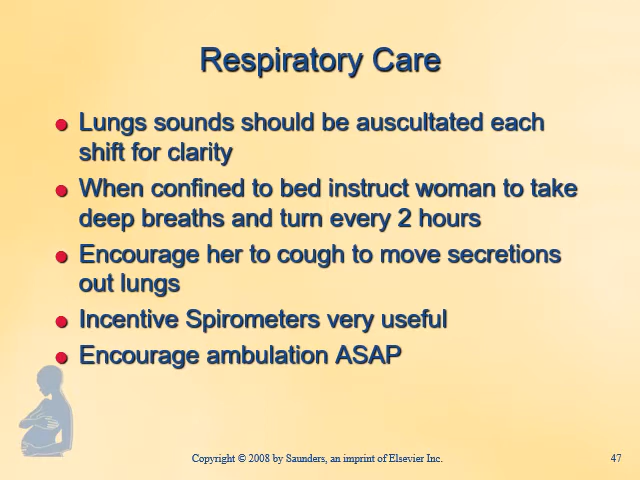 Respiratory Care
● Lungs sounds should be auscultated each
shift for clarity
● When confined to bed instruct woman to take
deep breaths and turn every 2 hours
● Encourage her to cough to move secretions
out lungs
● Incentive Spirometers very useful
● Encourage ambulation ASAP
Copyright © 2008 by Saunders, an imprint of Elsevier Inc.
47